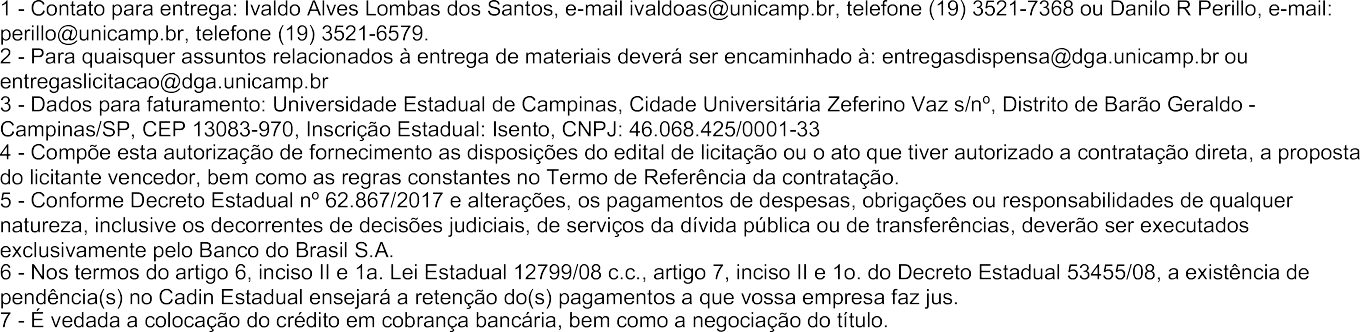 1 - Contato para entrega: Ivaldo Alves Lombas dos Santos, e-mail ivaldoas@unicamp.br, telefone (19) 3521-7368 ou Danilo R Perillo, e-mail:
perillo@unicamp.br, telefone (19) 3521-6579.
2 - Para quaisquer assuntos relacionados à entrega de materiais deverá ser encaminhado à: entregasdispensa@dga.unicamp.br ou
entregaslicitacao@dga.unicamp.br
3 - Dados para faturamento: Universidade Estadual de Campinas, Cidade Universitária Zeferino Vaz s/nº, Distrito de Barão Geraldo -
Campinas/SP, CEP 13083-970, Inscrição Estadual: Isento, CNPJ: 46.068.425/0001-33
4 - Compõe esta autorização de fornecimento as disposições do edital de licitação ou o ato que tiver autorizado a contratação direta, a proposta
do licitante vencedor, bem como as regras constantes no Termo de Referência da contratação.
5 - Conforme Decreto Estadual nº 62.867/2017 e alterações, os pagamentos de despesas, obrigações ou responsabilidades de qualquer
natureza, inclusive os decorrentes de decisões judiciais, de serviços da dívida pública ou de transferências, deverão ser executados
exclusivamente pelo Banco do Brasil S.A.
6 - Nos termos do artigo 6, inciso II e 1a. Lei Estadual 12799/08 c.c., artigo 7, inciso II e 1o. do Decreto Estadual 53455/08, a existência de
pendência(s) no Cadin Estadual ensejará a retenção do(s) pagamentos a que vossa empresa faz jus.
7 - É vedada a colocação do crédito em cobrança bancária, bem como a negociação do título.